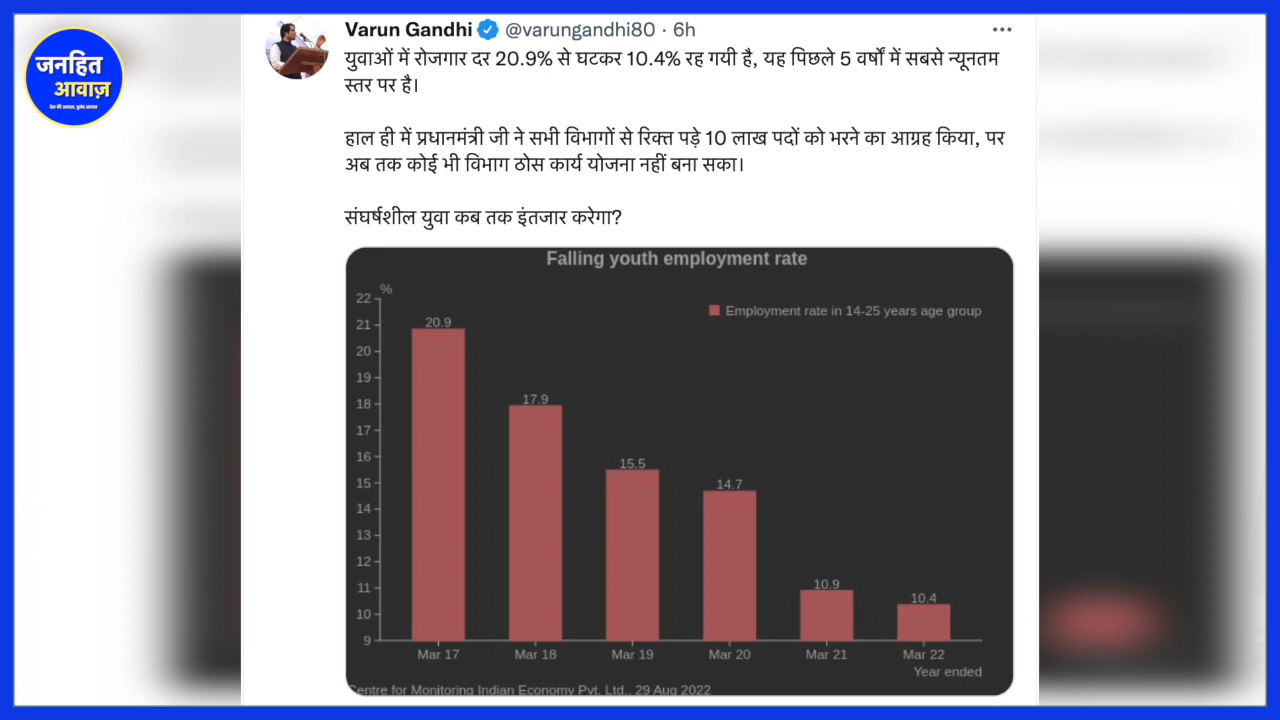 जनहित
आवाज़
देश की आवाज़, बुलंद आवाज़
Varun Gandhi @varungandhi80 · 6h
युवाओं में रोजगार दर 20.9% से घटकर 10.4% रह गयी है, यह पिछले 5 वर्षों में सबसे न्यूनतम
स्तर पर है।
हाल ही में प्रधानमंत्री जी ने सभी विभागों से रिक्त पड़े 10 लाख पदों को भरने का आग्रह किया, पर
अब तक कोई भी विभाग ठोस कार्य योजना नहीं बना सका।
संघर्षशील युवा कब तक इंतजार करेगा?
Falling youth employment rate
%
Employment rate in 14-25 years age group
22
21
20
19
18
17
16
15
14
13
12
11
10
9
20.9
17.9
15.5
14.7
10.9
10.4
Mar 17 Mar 18 Mar 19 Mar 20 Mar 21 Mar 22
Year ended
Centre for Monitoring Indian Economy Pvt. Ltd., 29 Aug 2022